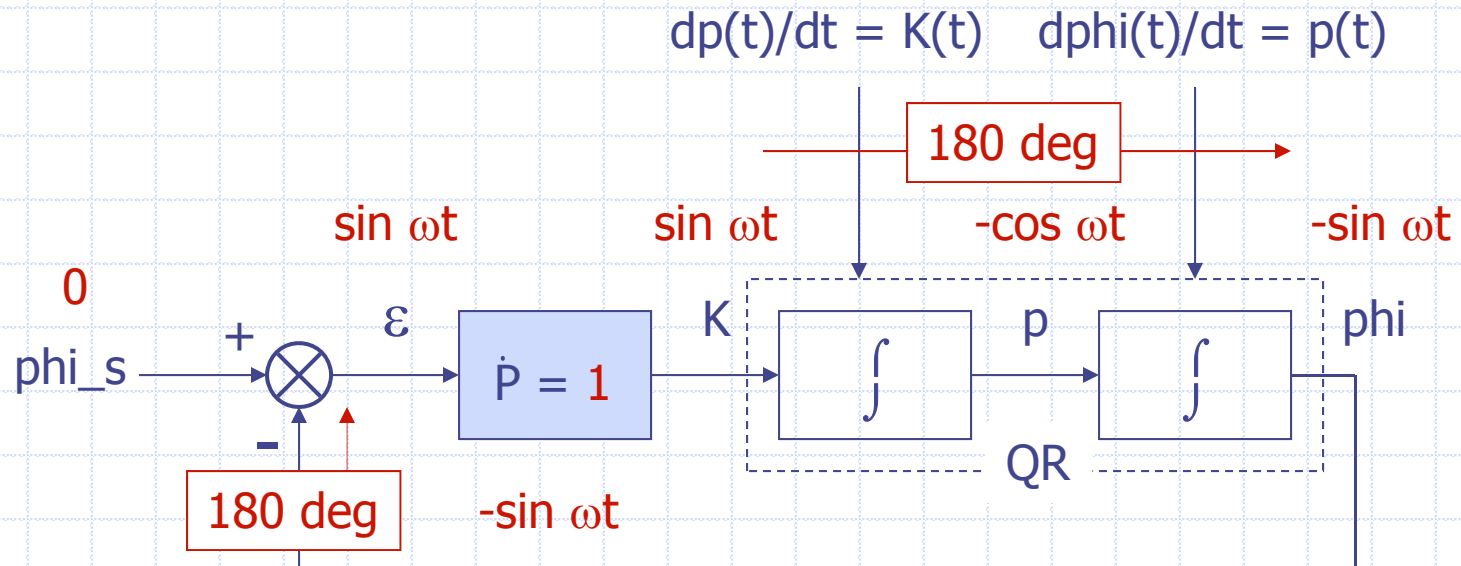 dp(t)/dt = K(t) dphi(t)/dt = p(t)
180 deg
sin ωt sin ωt -cos ωt -sin ωt
0
+ ε K p phi
phi_s Ṗ = 1 ∫ ∫
-
QR
180 deg -sin ωt